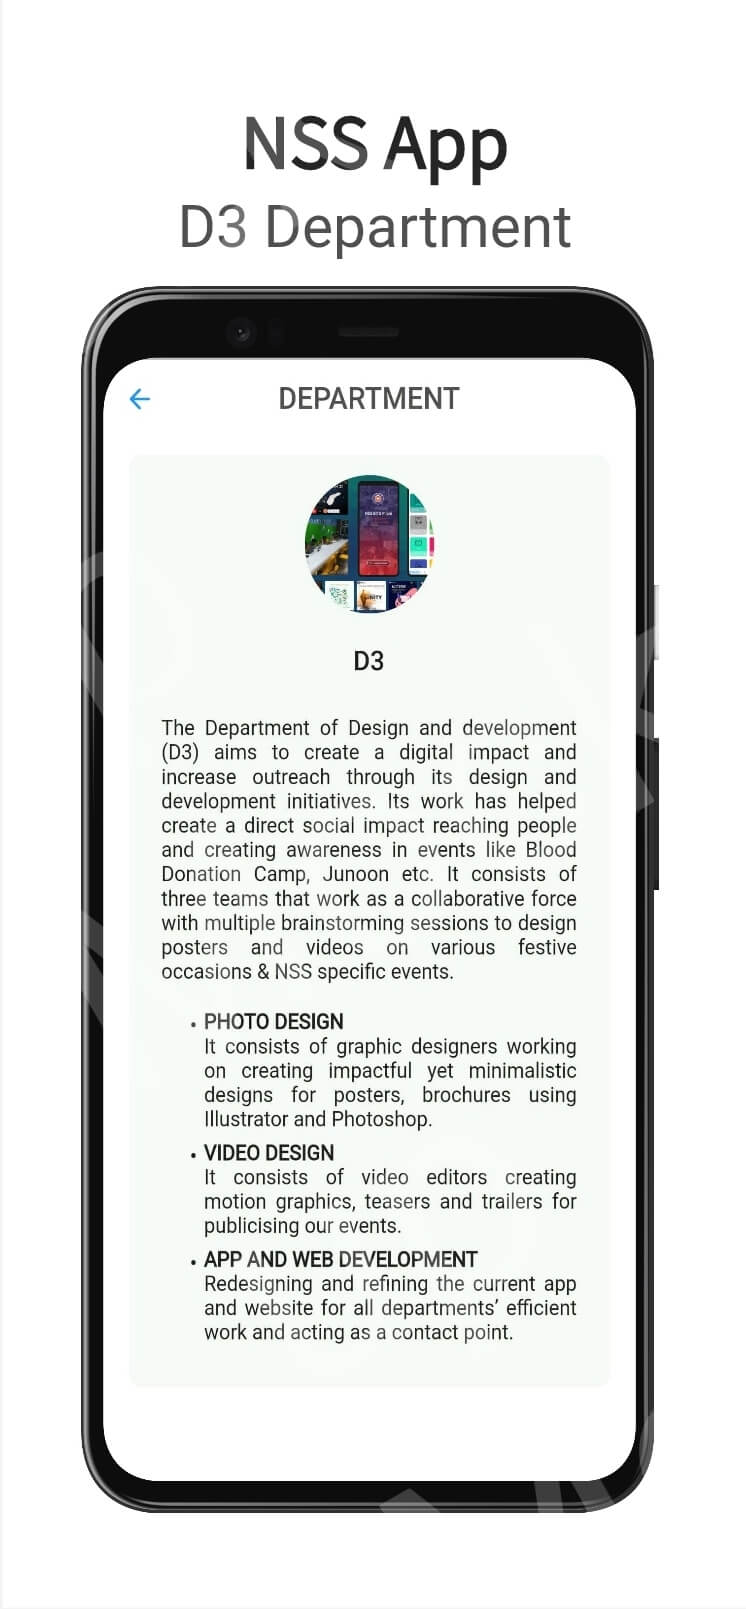 NSS App
D3 Department
DEPARTMENT
D3
The Department of Design and development
(D3) aims to create a digital impact and
increase outreach through its design and
development initiatives. Its work has helped
create a direct social impact reaching people
and creating awareness in events like Blood
Donation Camp, Junoon etc. It consists of
three teams that work as a collaborative force
with multiple brainstorming sessions to design
posters and videos on various festive
occasions & NSS specific events.
• PHOTO DESIGN
It consists of graphic designers working
on creating impactful yet minimalistic
designs for posters, brochures using
Illustrator and Photoshop.
• VIDEO DESIGN
It consists of video editors creating
motion graphics, teasers and trailers for
publicising our events.
• APP AND WEB DEVELOPMENT
Redesigning and refining the current app
and website for all departments’ efficient
work and acting as a contact point.